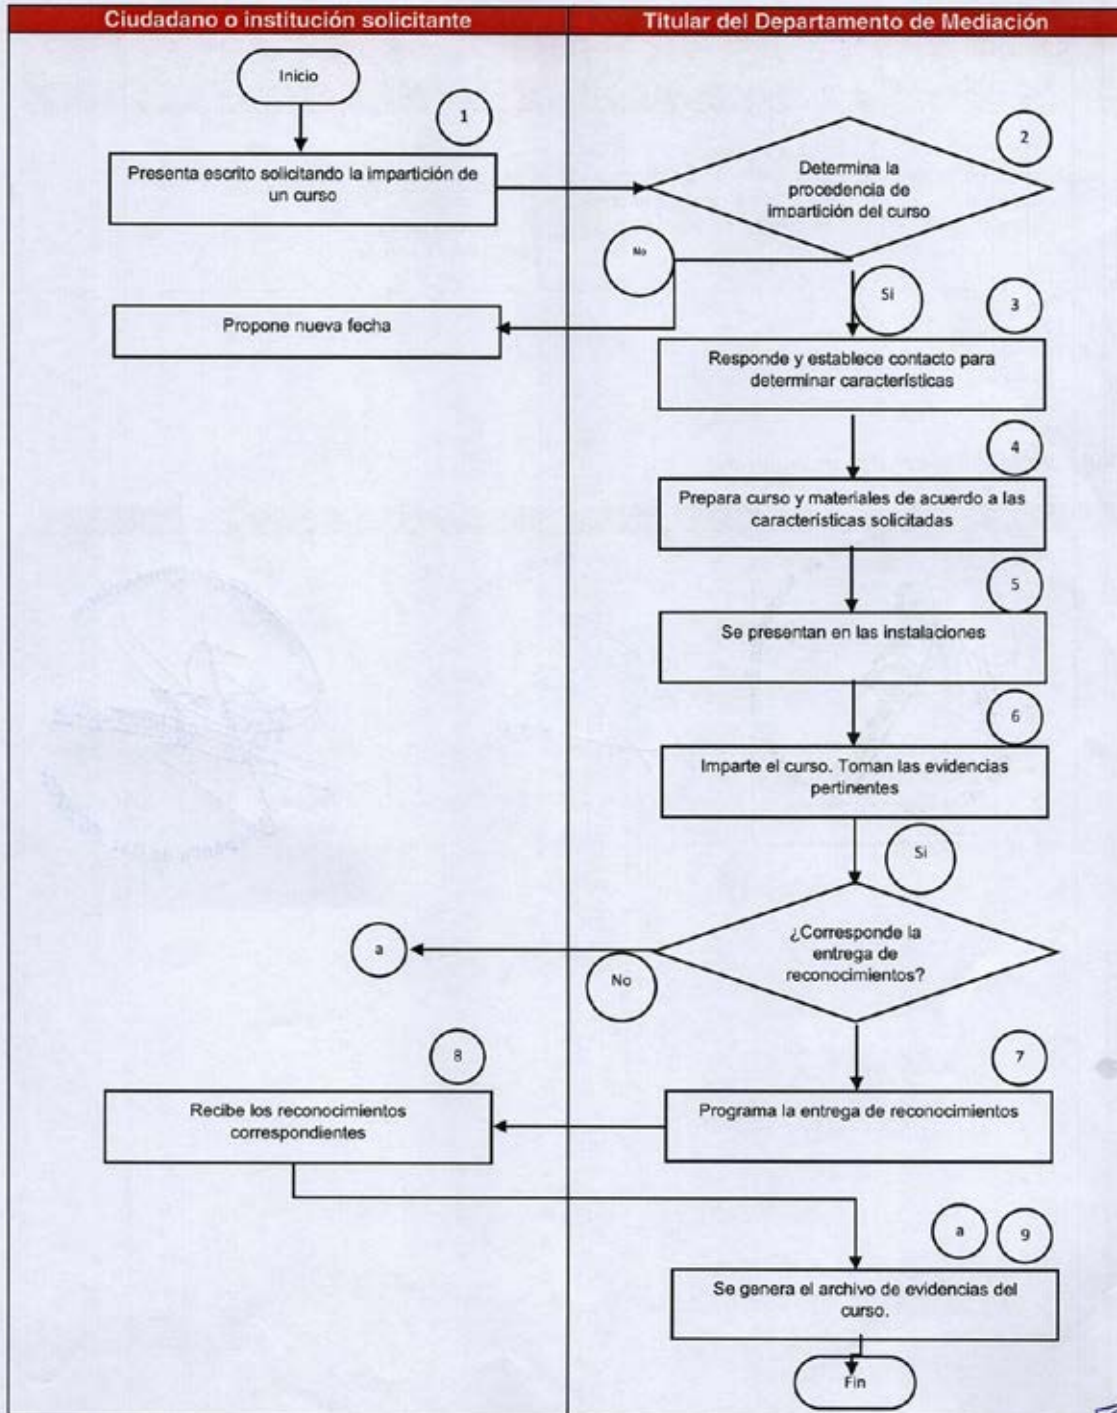 Ciudadano o institución solicitante
Titular del Departamento de Mediación
Inicio
1
Presenta escrito solicitando la impartición de
un curso
2
Determina la
procedencia de
impartición del curso
No
Si
Propone nueva fecha
3
Responde y establece contacto para
determinar características
4
Prepara curso y materiales de acuerdo a las
características solicitadas
5
Se presentan en las instalaciones
6
Imparte el curso. Toman las evidencias
pertinentes
Si
¿Corresponde la
entrega de
reconocimientos?
a
No
7
Programa la entrega de reconocimientos
8
Recibe los reconocimientos
correspondientes
a
9
Se genera el archivo de evidencias del
curso.
Fin